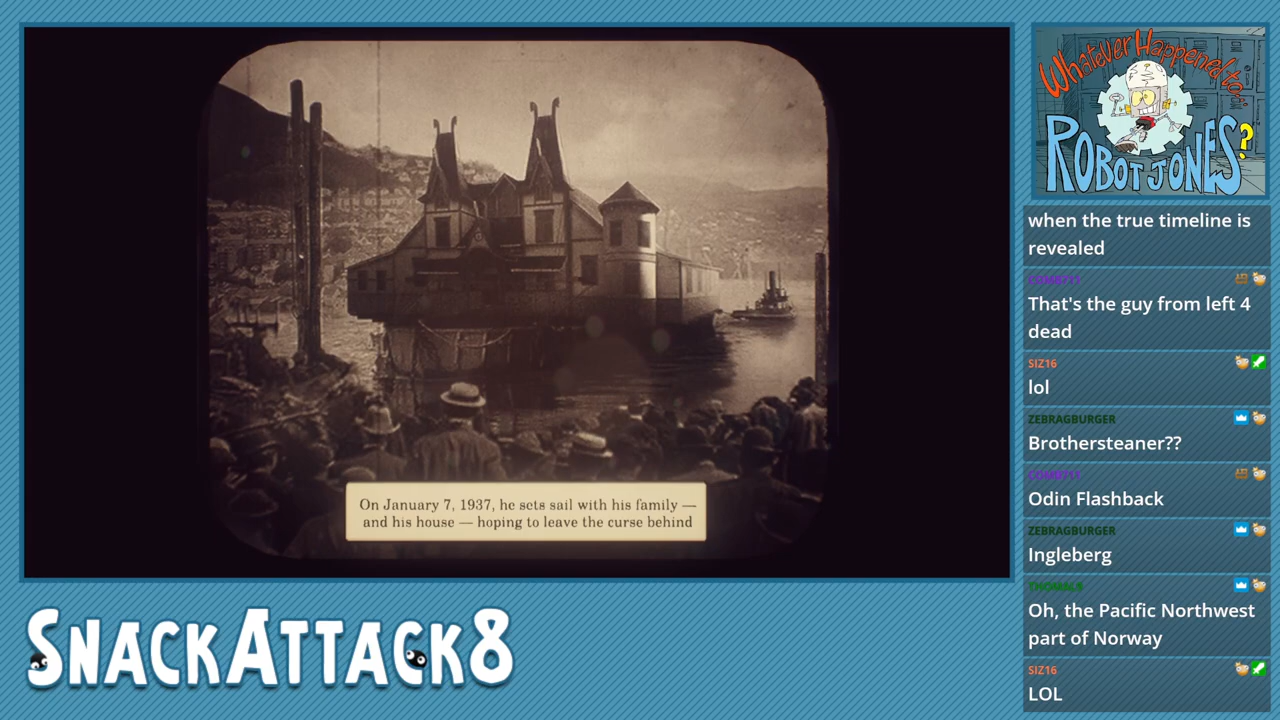 On January 7, 1937, he sets sail with his family —
and his house — hoping to leave the curse behind
SNACKATTACK8
Whatever Happened to...
ROBOT JONES?
when the true timeline is
revealed
That's the guy from left 4
dead
SIZ16
lol
ZEBRAGBURGER
Brothersteaner??
Odin Flashback
ZEBRAGBURGER
Ingleberg
Oh, the Pacific Northwest
part of Norway
SIZ16
LOL